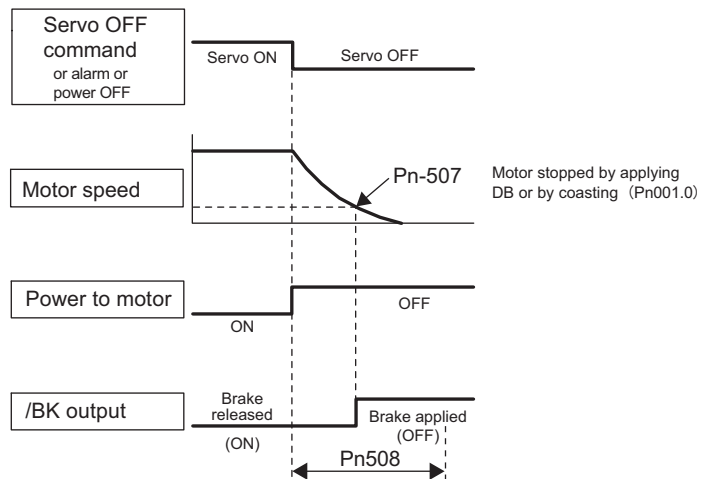 Servo OFF
command
or alarm or
power OFF
Servo ON
Servo OFF
Motor speed
Pn-507
Motor stopped by applying
DB or by coasting (Pn001.0)
Power to motor
ON
OFF
/BK output
Brake
released
(ON)
Brake applied
(OFF)
Pn508